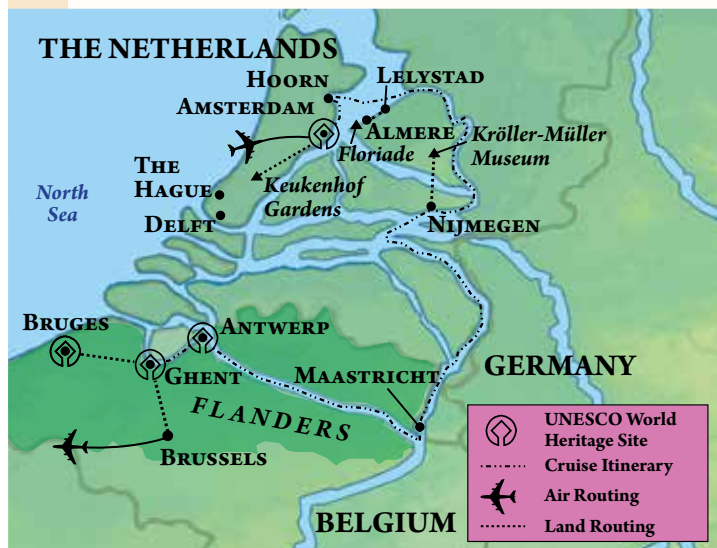 THE NETHERLANDS
HOORN
LELYSTAD
AMSTERDAM
ALMERE
Floriade
Kröller-Müller
Museum
THE
HAGUE
Keukenhof
Gardens
North
Sea
DELFT
NIJMEGEN
BRUGES
ANTWERP
GHENT
MAASTRICHT
GERMANY
FLANDERS
BRUSSELS
BELGIUM
UNESCO World
Heritage Site
Cruise Itinerary
Air Routing
Land Routing